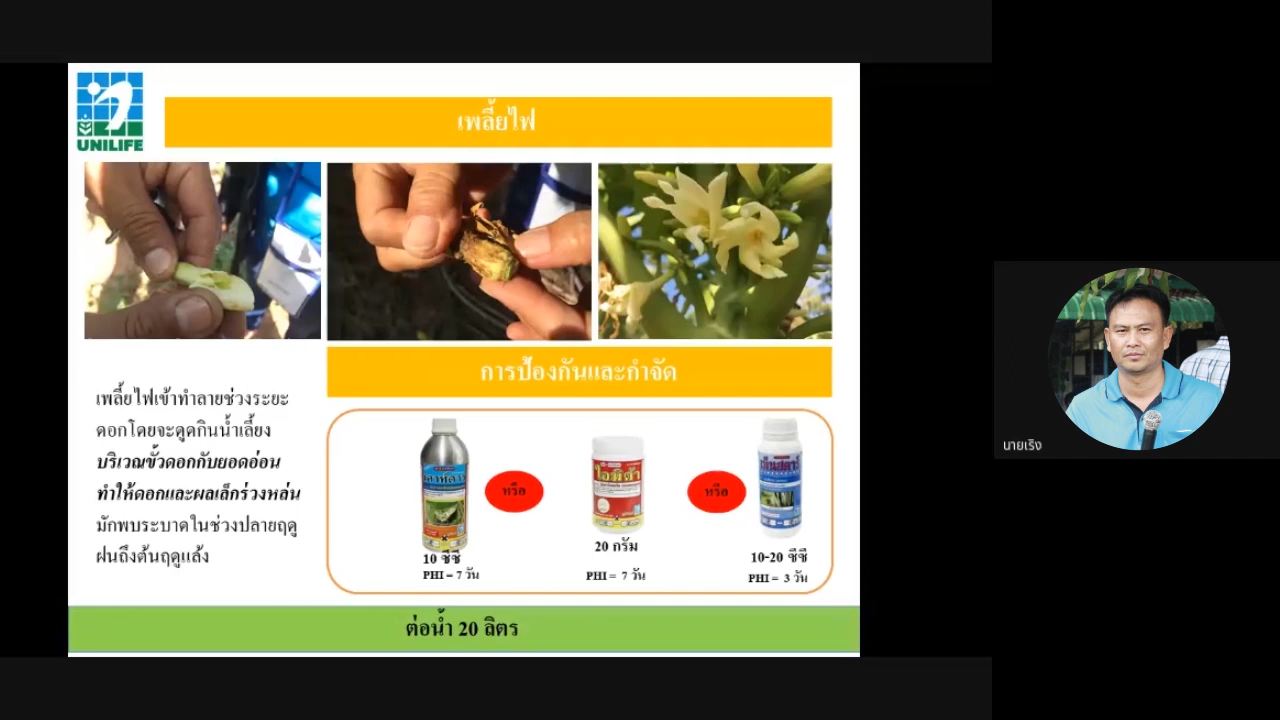 UNILIFE
เพลี้ยไฟ
การป้องกันและกำจัด
เพลี้ยไฟเข้าทำลายช่วงระยะ
ดอกโดยจะดูดกินน้ำเลี้ยง
บริเวณขั้วดอกกับยอดอ่อน
ทำให้ดอกและผลเล็กร่วงหล่น
มักพบระบาดในช่วงปลายฤดู
ฝนถึงต้นฤดูแล้ง
หรือ
ไอมิด้า
หรือ
10 ซีซี
PHI – 7 วัน
20 กรัม
PHI = 7 วัน
10-20 ซีซี
PHI = 3 วัน
ต่อน้ำ 20 ลิตร
นายเริง